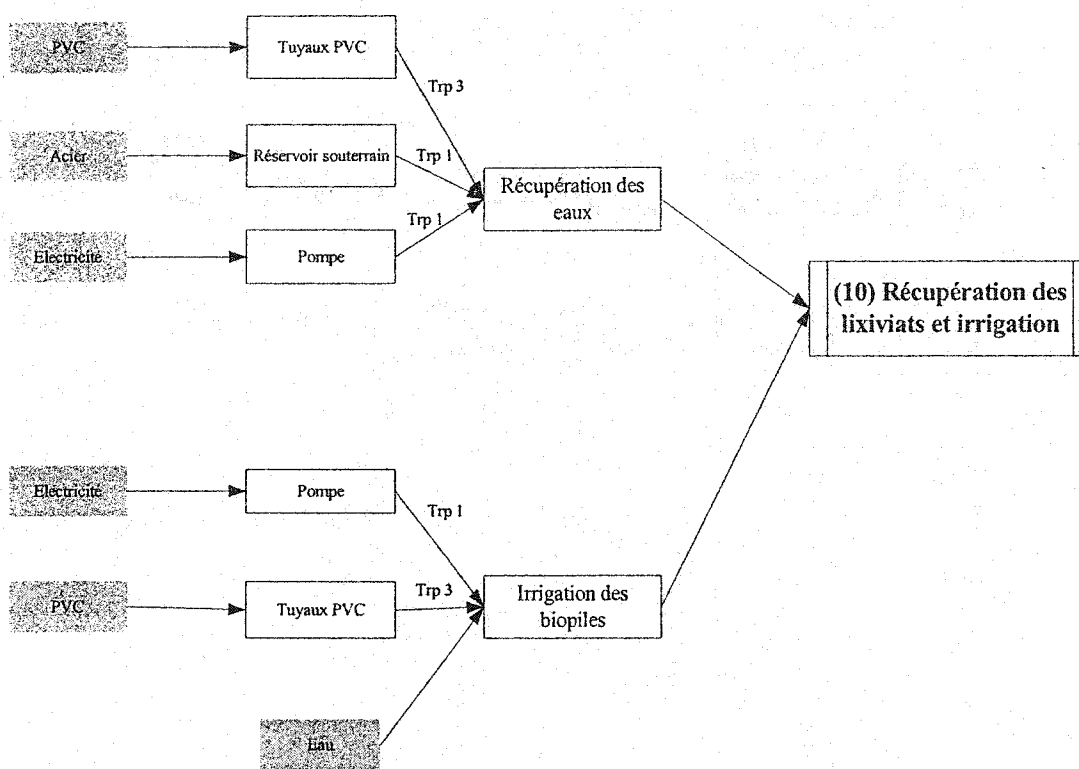 PVC
Tuyaux PVC
Trp 3
Acier
Réservoir souterrain
Trp 1
Récupération des
eaux
Trp 1
Electricité
Pompe
(10) Récupération des
lixiviats et irrigation
Electricité
Pompe
Trp 1
PVC
Tuyaux PVC
Trp 3
Irrigation des
biopiles
Eau